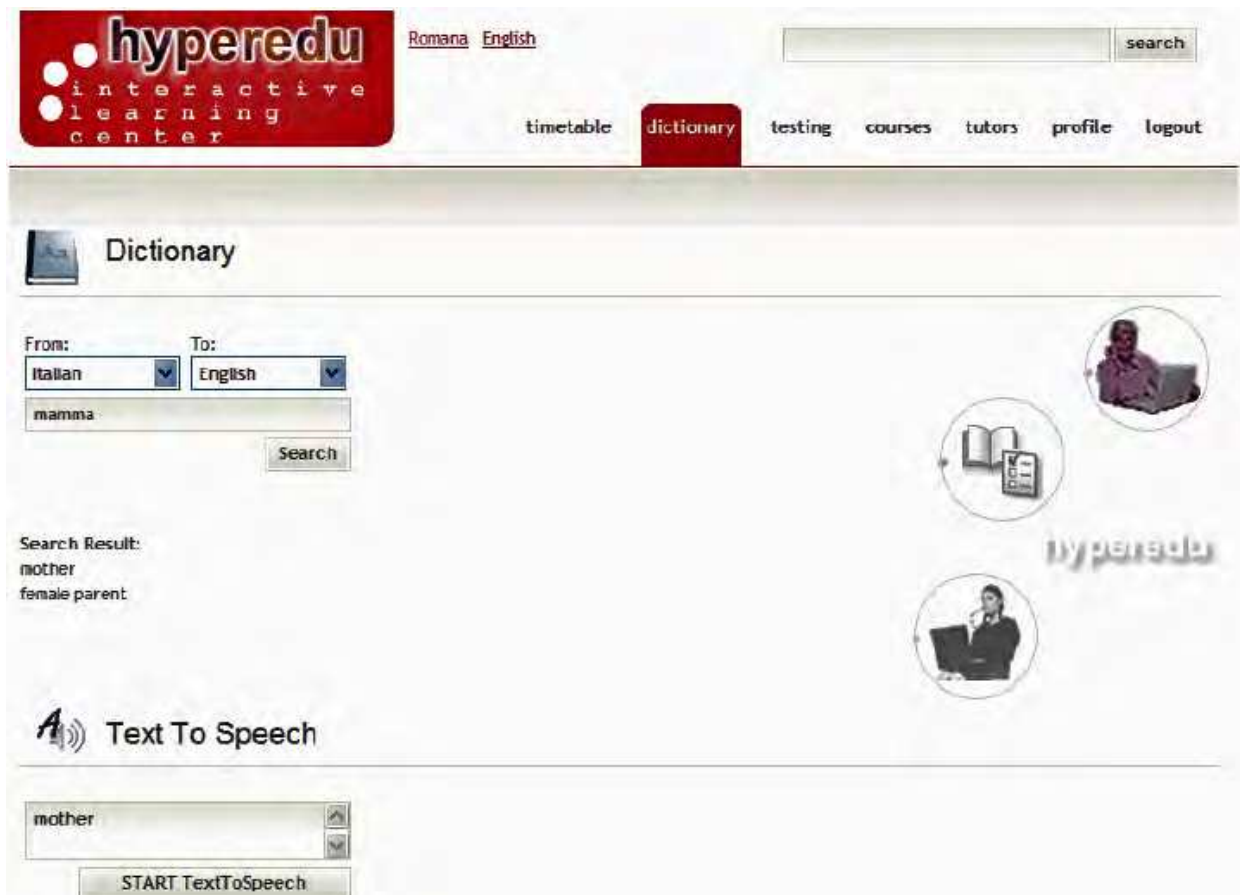 hyperedu
interactive
learning
center
Romana English
search
timetable dictionary testing courses tutors profile logout
Dictionary
From: To:
Italian English
mamma
Search
Search Result:
mother
female parent
hyperedu
A Text To Speech
mother
START TextToSpeech